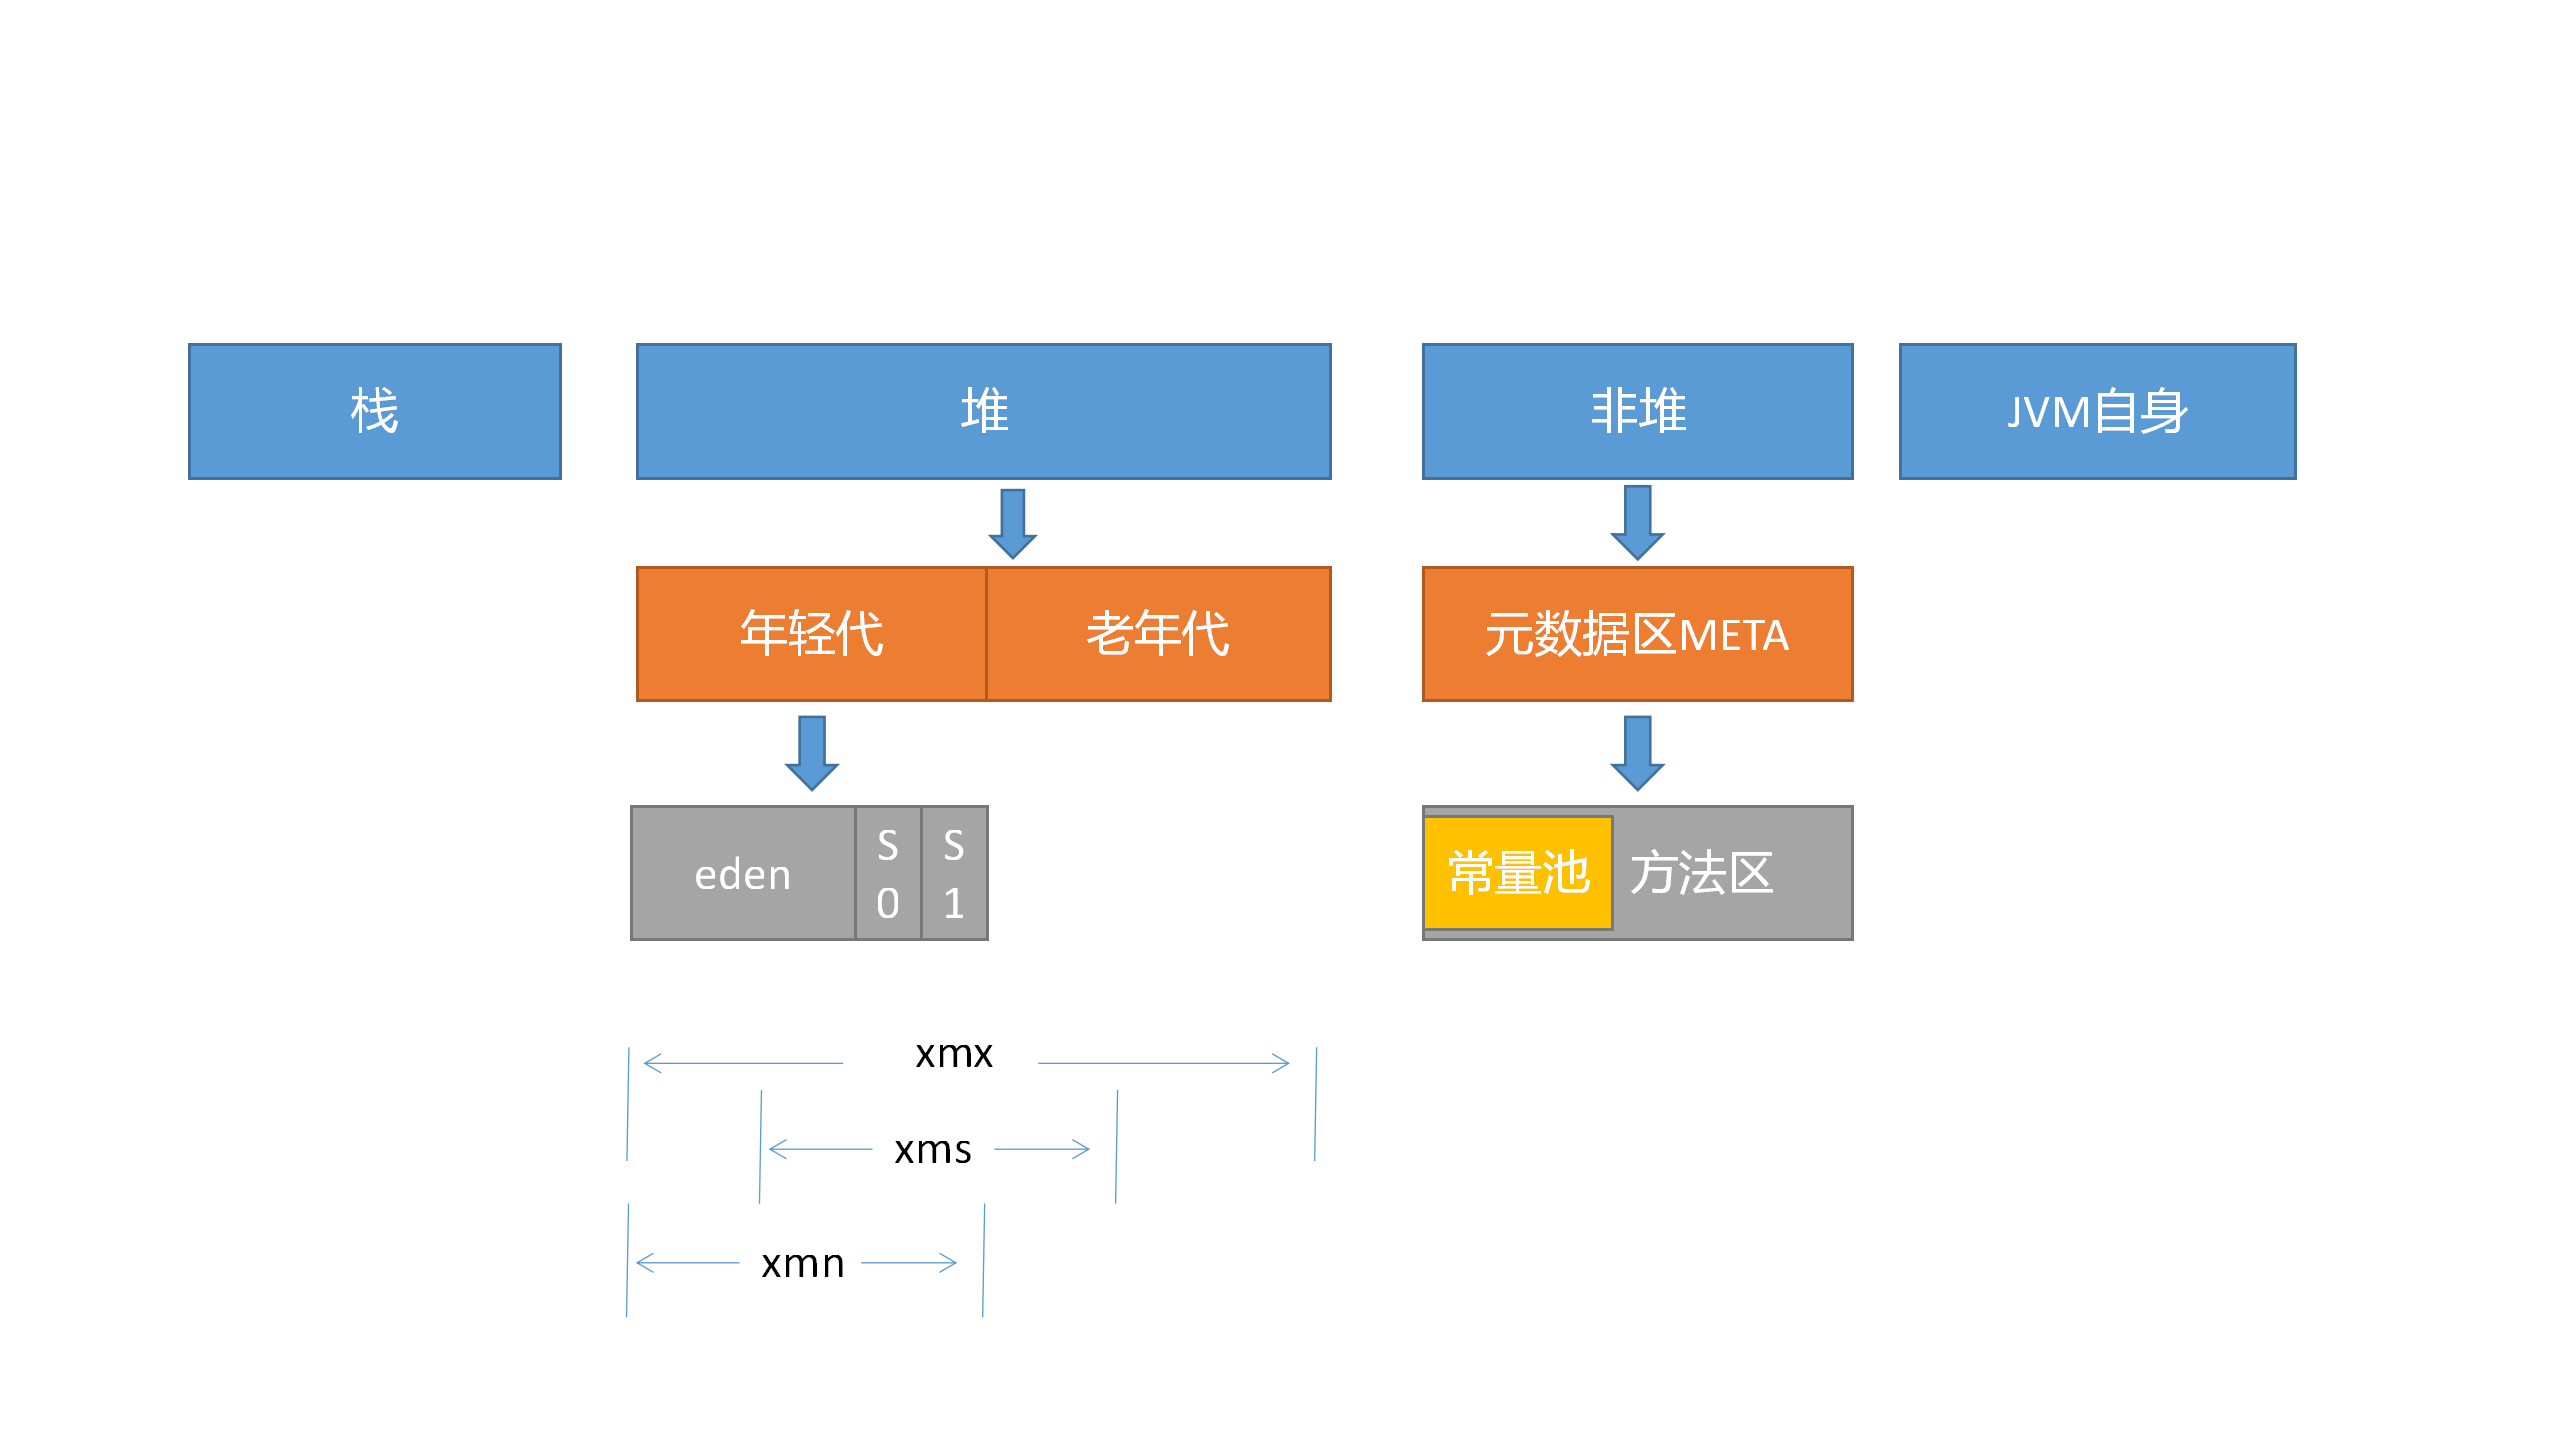 栈
堆
非堆
JVM自身
年轻代
老年代
元数据区META
eden
S
0
S
1
常量池
方法区
xmx
xms
xmn